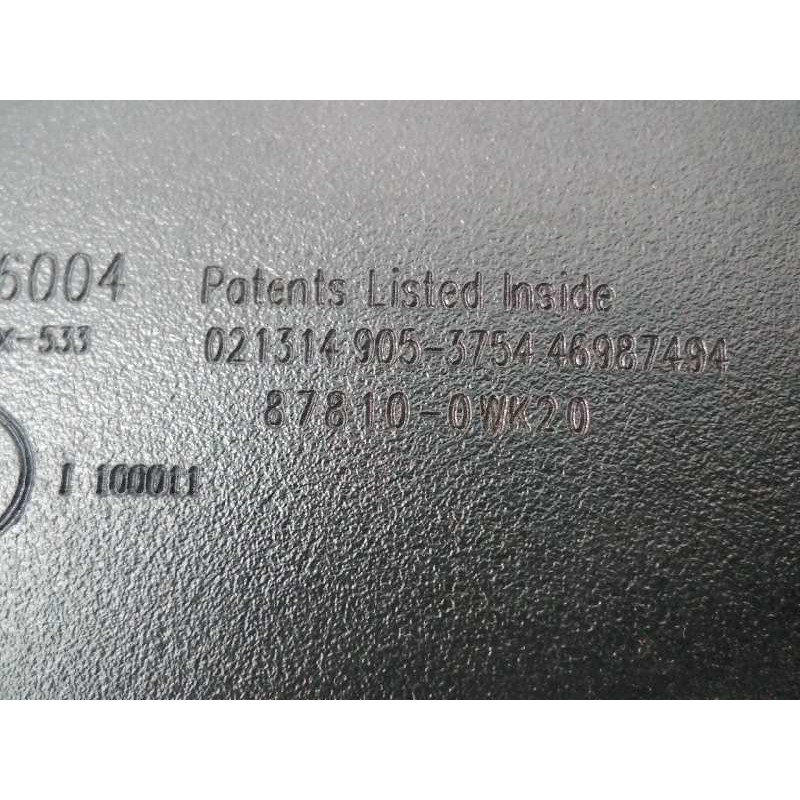 6004 Patents Listed Inside
X-533 021314 905-3754 46987494
87810-0WK20
I 100011